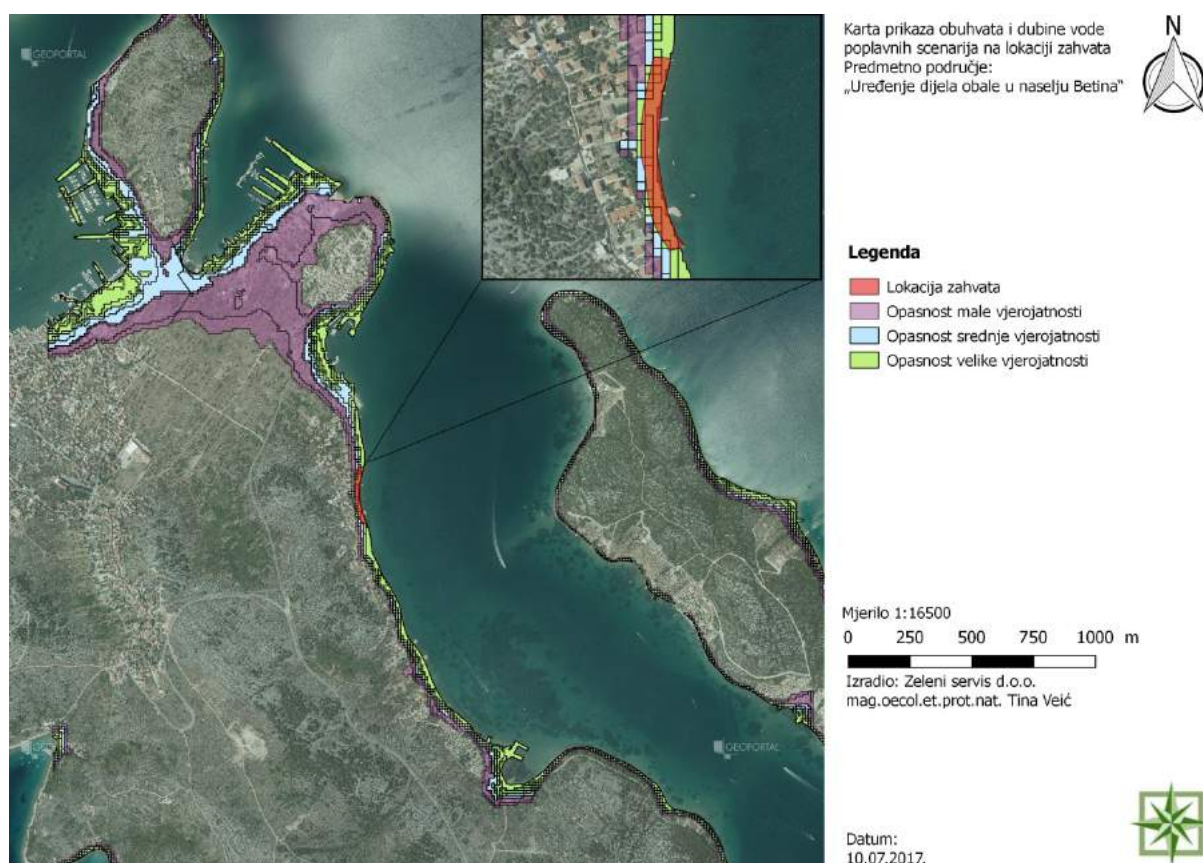 GEOPORTAL
GEOPORTAL
GEOPORTAL
Karta prikaza obuhvata i dubine vode
poplavnih scenarija na lokaciji zahvata
Predmetno područje:
„Uređenje dijela obale u naselju Betina“
N
Legenda
Lokacija zahvata
Opasnost male vjerojatnosti
Opasnost srednje vjerojatnosti
Opasnost velike vjerojatnosti
Mjerilo 1:16500
0 250 500 750 1000 m
Izradio: Zeleni servis d.o.o.
mag.oecol.et.prot.nat. Tina Veić
Datum:
10.07.2017.